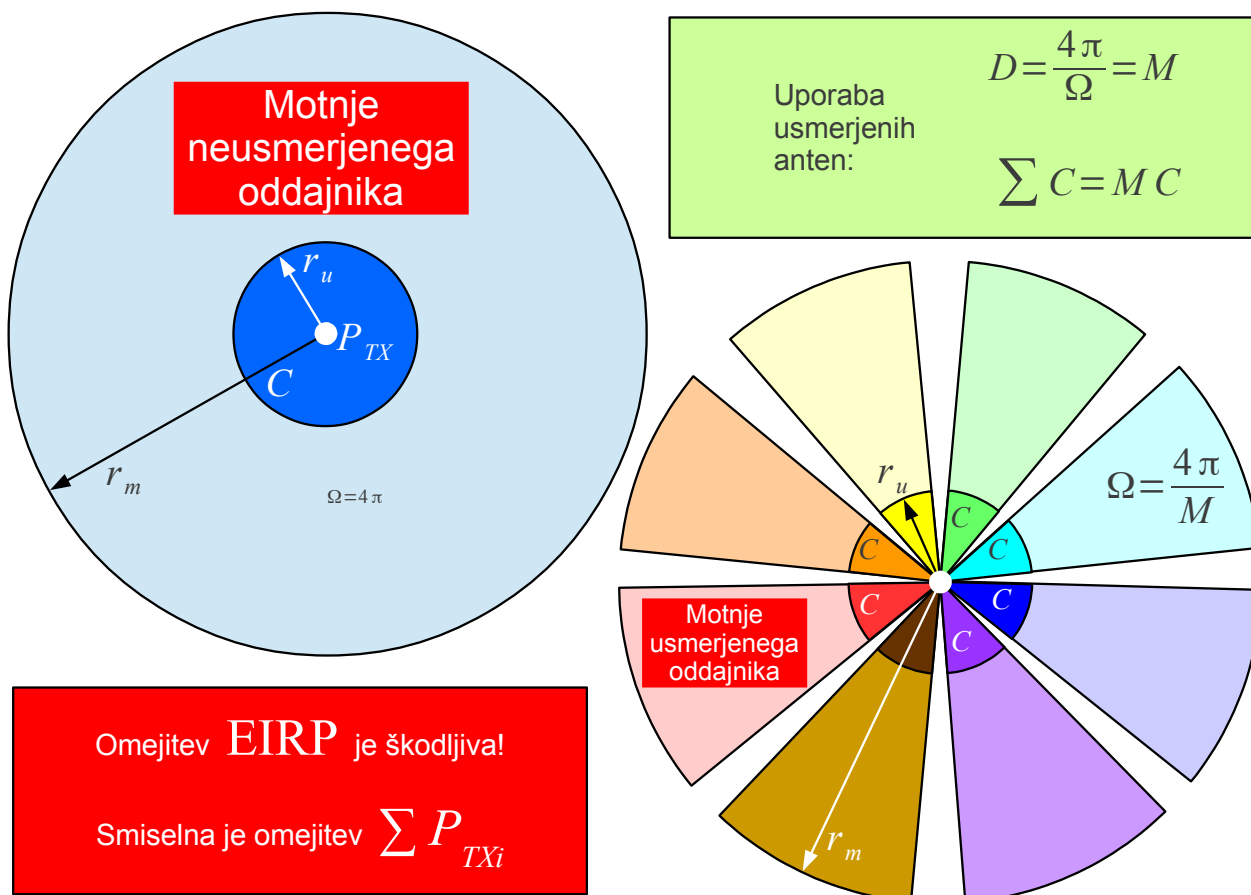 Motnje
neusmerjenega
oddajnika
r_u
P_TX
C
r_m
Ω=4π
Uporaba
usmerjenih
anten:
D=4π/Ω=M
∑ C=M C
r_u
Ω=4π/M
C
C
C
C
C
C
Motnje
usmerjenega
oddajnika
r_m
Omejitev EIRP je škodljiva!
Smiselna je omejitev ∑ P_TXi